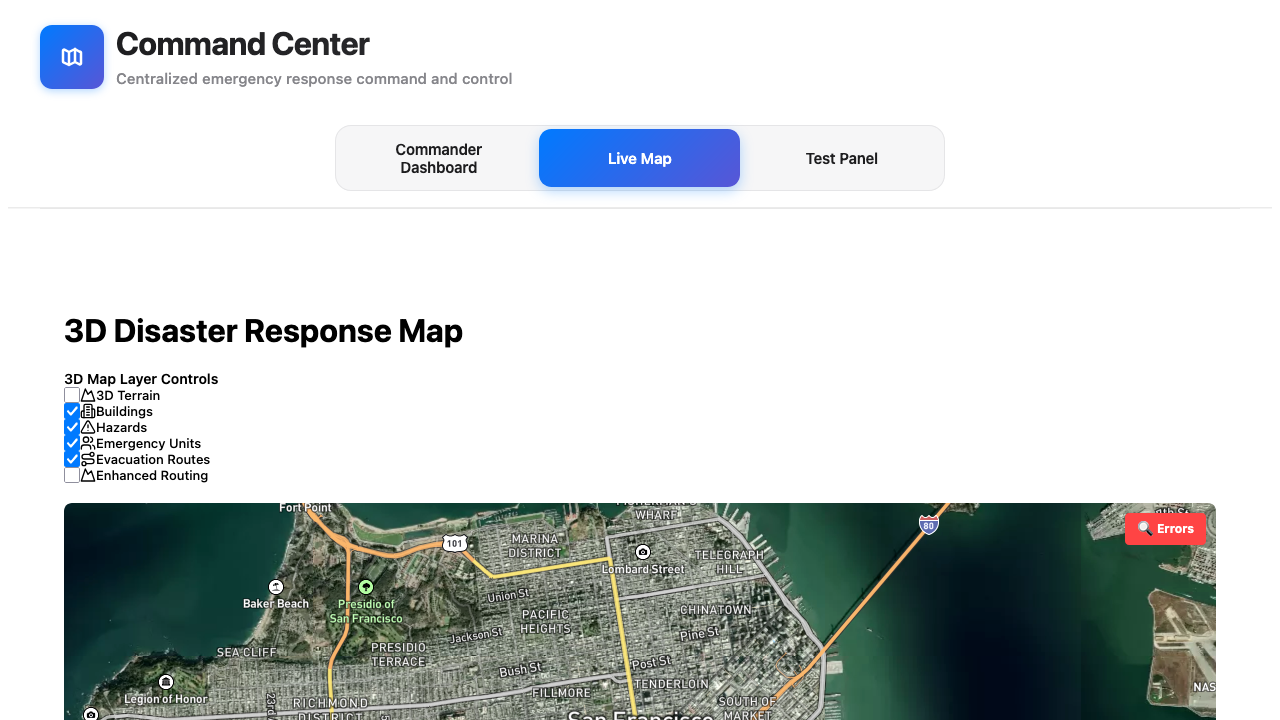 Command Center
Centralized emergency response command and control
Commander
Dashboard
Live Map
Test Panel
3D Disaster Response Map
3D Map Layer Controls
3D Terrain
Buildings
Hazards
Emergency Units
Evacuation Routes
Enhanced Routing
Fort Point
WHARF
80
Errors
101
MARINA
DISTRICT
TELEGRAPH
HILL
Lombard Street
Baker Beach
Presidio of
San Francisco
Union St
PACIFIC
HEIGHTS
CHINATOWN
Jackson St
Pine St
SEA CLIFF
PRESIDIO
TERRACE
Bush St
Post St
Legion of Honor
FILLMORE
TENDERLOIN
NAS
RICHMOND
DISTRICT
SOUTH OF
MARKET
San Francisco